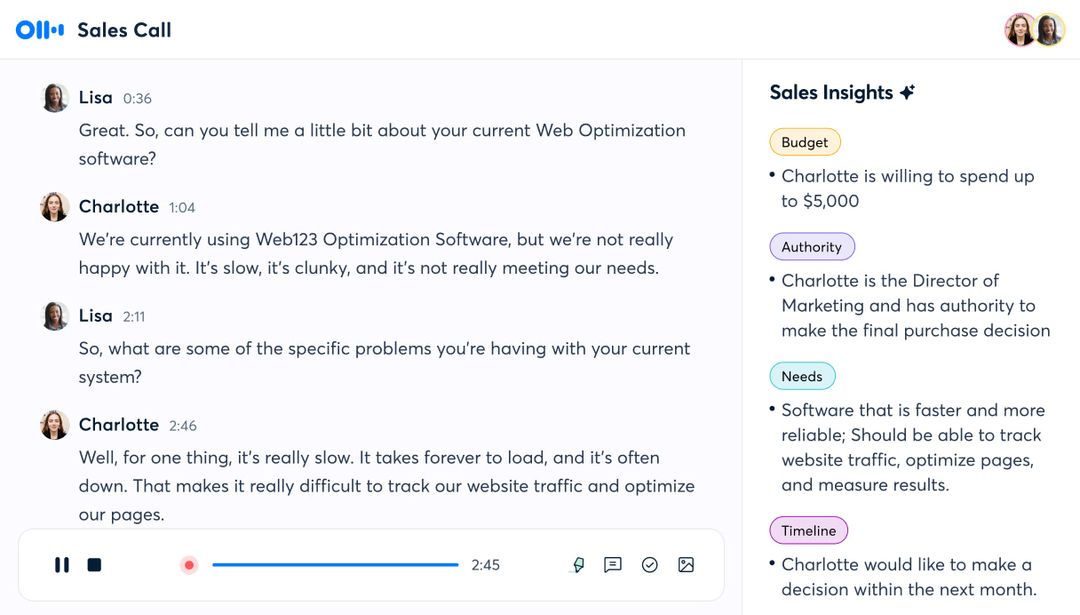 Sales Call
Lisa 0:36
Great. So, can you tell me a little bit about your current Web Optimization
software?
Charlotte 1:04
We're currently using Web123 Optimization Software, but we're not really
happy with it. It's slow, it's clunky, and it's not really meeting our needs.
Lisa 2:11
So, what are some of the specific problems you're having with your current
system?
Charlotte 2:46
Well, for one thing, it's really slow. It takes forever to load, and it's often
down. That makes it really difficult to track our website traffic and optimize
our pages.
2:45
Sales Insights
Budget
• Charlotte is willing to spend up
to $5,000
Authority
• Charlotte is the Director of
Marketing and has authority to
make the final purchase decision
Needs
• Software that is faster and more
reliable; Should be able to track
website traffic, optimize pages,
and measure results.
Timeline
• Charlotte would like to make a
decision within the next month.